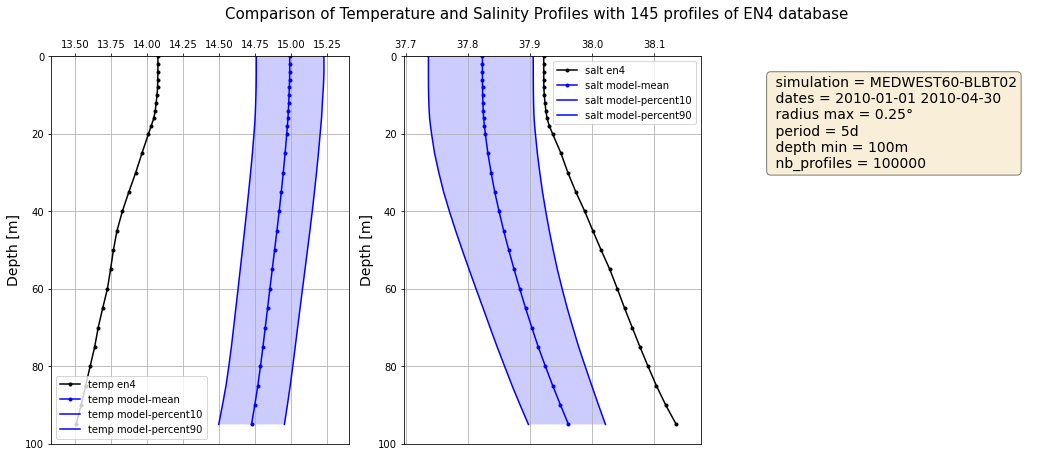 Comparison of Temperature and Salinity Profiles with 145 profiles of EN4 database
13.50 13.75 14.00 14.25 14.50 14.75 15.00 15.25
0
20
40
60
80
100
Depth [m]
temp en4
temp model-mean
temp model-percent10
temp model-percent90
37.7 37.8 37.9 38.0 38.1
0
20
40
60
80
100
Depth [m]
salt en4
salt model-mean
salt model-percent10
salt model-percent90
simulation = MEDWEST60-BLBT02
dates = 2010-01-01 2010-04-30
radius max = 0.25°
period = 5d
depth min = 100m
nb_profiles = 100000